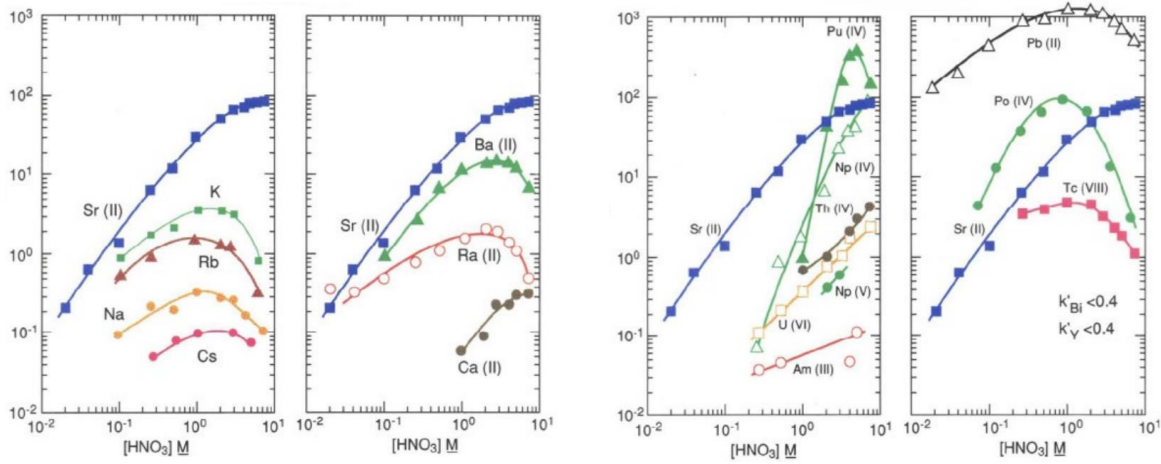 10³
10²
10¹
10⁰
10⁻¹
10⁻²
Sr (II)
K
Rb
Na
Cs
10⁻² 10⁻¹ 10⁰ 10¹
[HNO₃] M
Ba (II)
Sr (II)
Ra (II)
Ca (II)
10⁻² 10⁻¹ 10⁰ 10¹
[HNO₃] M
10³
10²
10¹
10⁰
10⁻¹
10⁻²
Pu (IV)
Np (IV)
Th (IV)
Sr (II)
Np (V)
U (VI)
Am (III)
10⁻² 10⁻¹ 10⁰ 10¹
[HNO₃] M
Pb (II)
Po (IV)
Tc (VIII)
Sr (II)
k'Bi <0.4
k'Y <0.4
10⁻² 10⁻¹ 10⁰ 10¹
[HNO₃] M